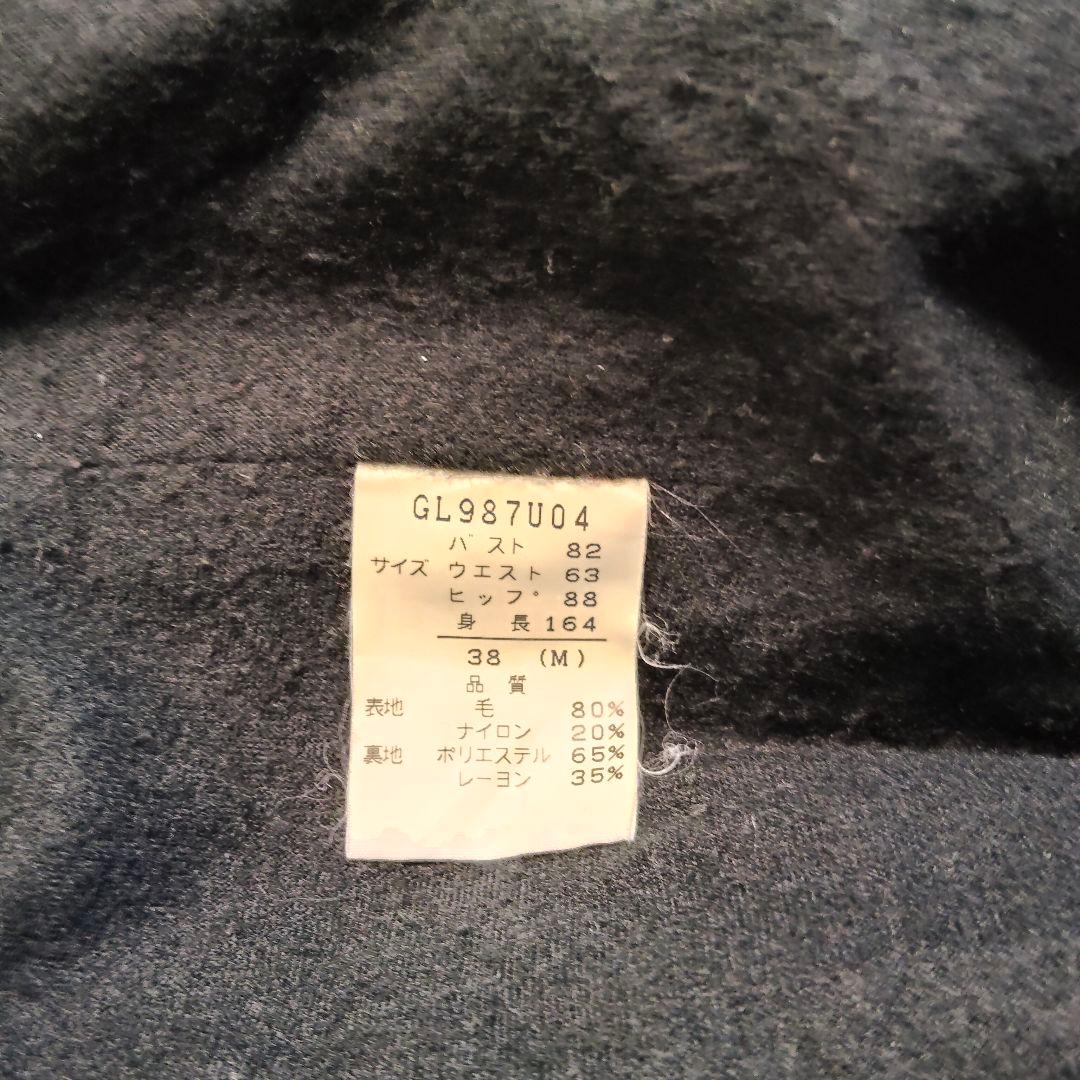 GL987U04
バスト 82
サイズ ウエスト 63
ヒップ 88
身長 164
38 (M)
品質
表地 毛 80%
ナイロン 20%
裏地 ポリエステル 65%
レーヨン 35%